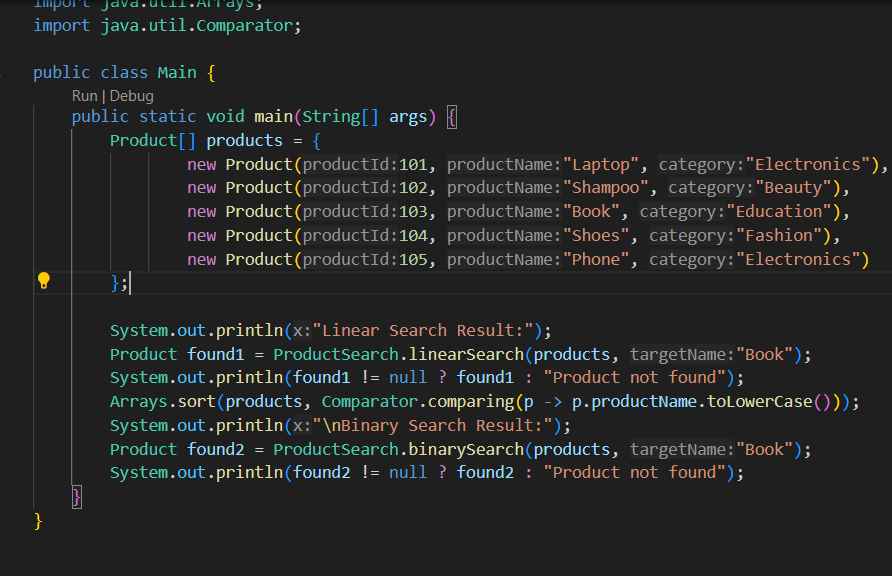 import java.util.Arrays;
import java.util.Comparator;
public class Main {
Run | Debug
public static void main(String[] args) {
Product[] products = {
new Product(productId:101, productName:"Laptop", category:"Electronics"),
new Product(productId:102, productName:"Shampoo", category:"Beauty"),
new Product(productId:103, productName:"Book", category:"Education"),
new Product(productId:104, productName:"Shoes", category:"Fashion"),
new Product(productId:105, productName:"Phone", category:"Electronics")
};
System.out.println(x:"Linear Search Result:");
Product found1 = ProductSearch.linearSearch(products, targetName:"Book");
System.out.println(found1 != null ? found1 : "Product not found");
Arrays.sort(products, Comparator.comparing(p -> p.productName.toLowerCase()));
System.out.println(x:"\nBinary Search Result:");
Product found2 = ProductSearch.binarySearch(products, targetName:"Book");
System.out.println(found2 != null ? found2 : "Product not found");
}
}